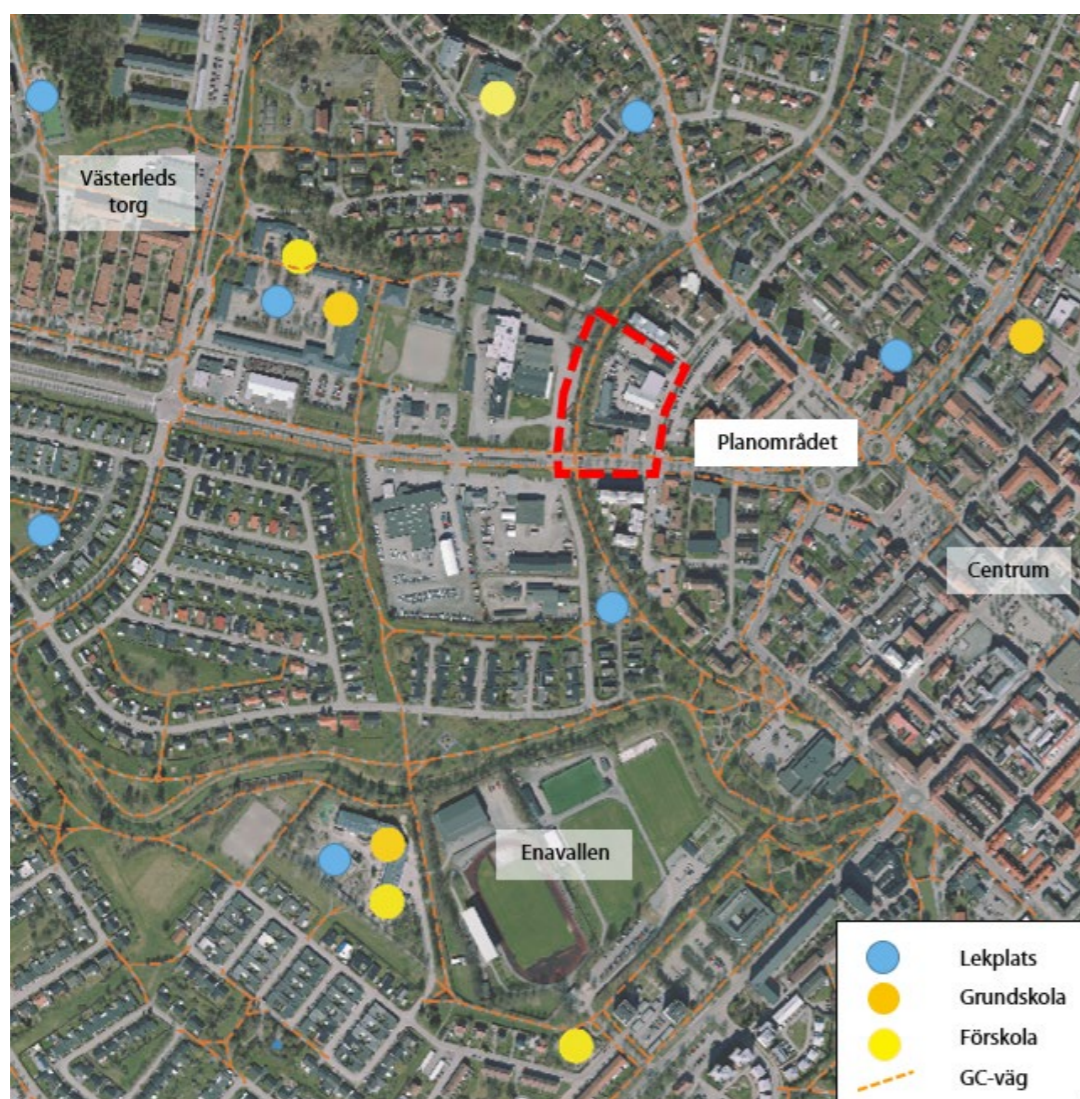 Västerleds
torg
Planområdet
Centrum
Enavallen
Lekplats
Grundskola
Förskola
GC-väg